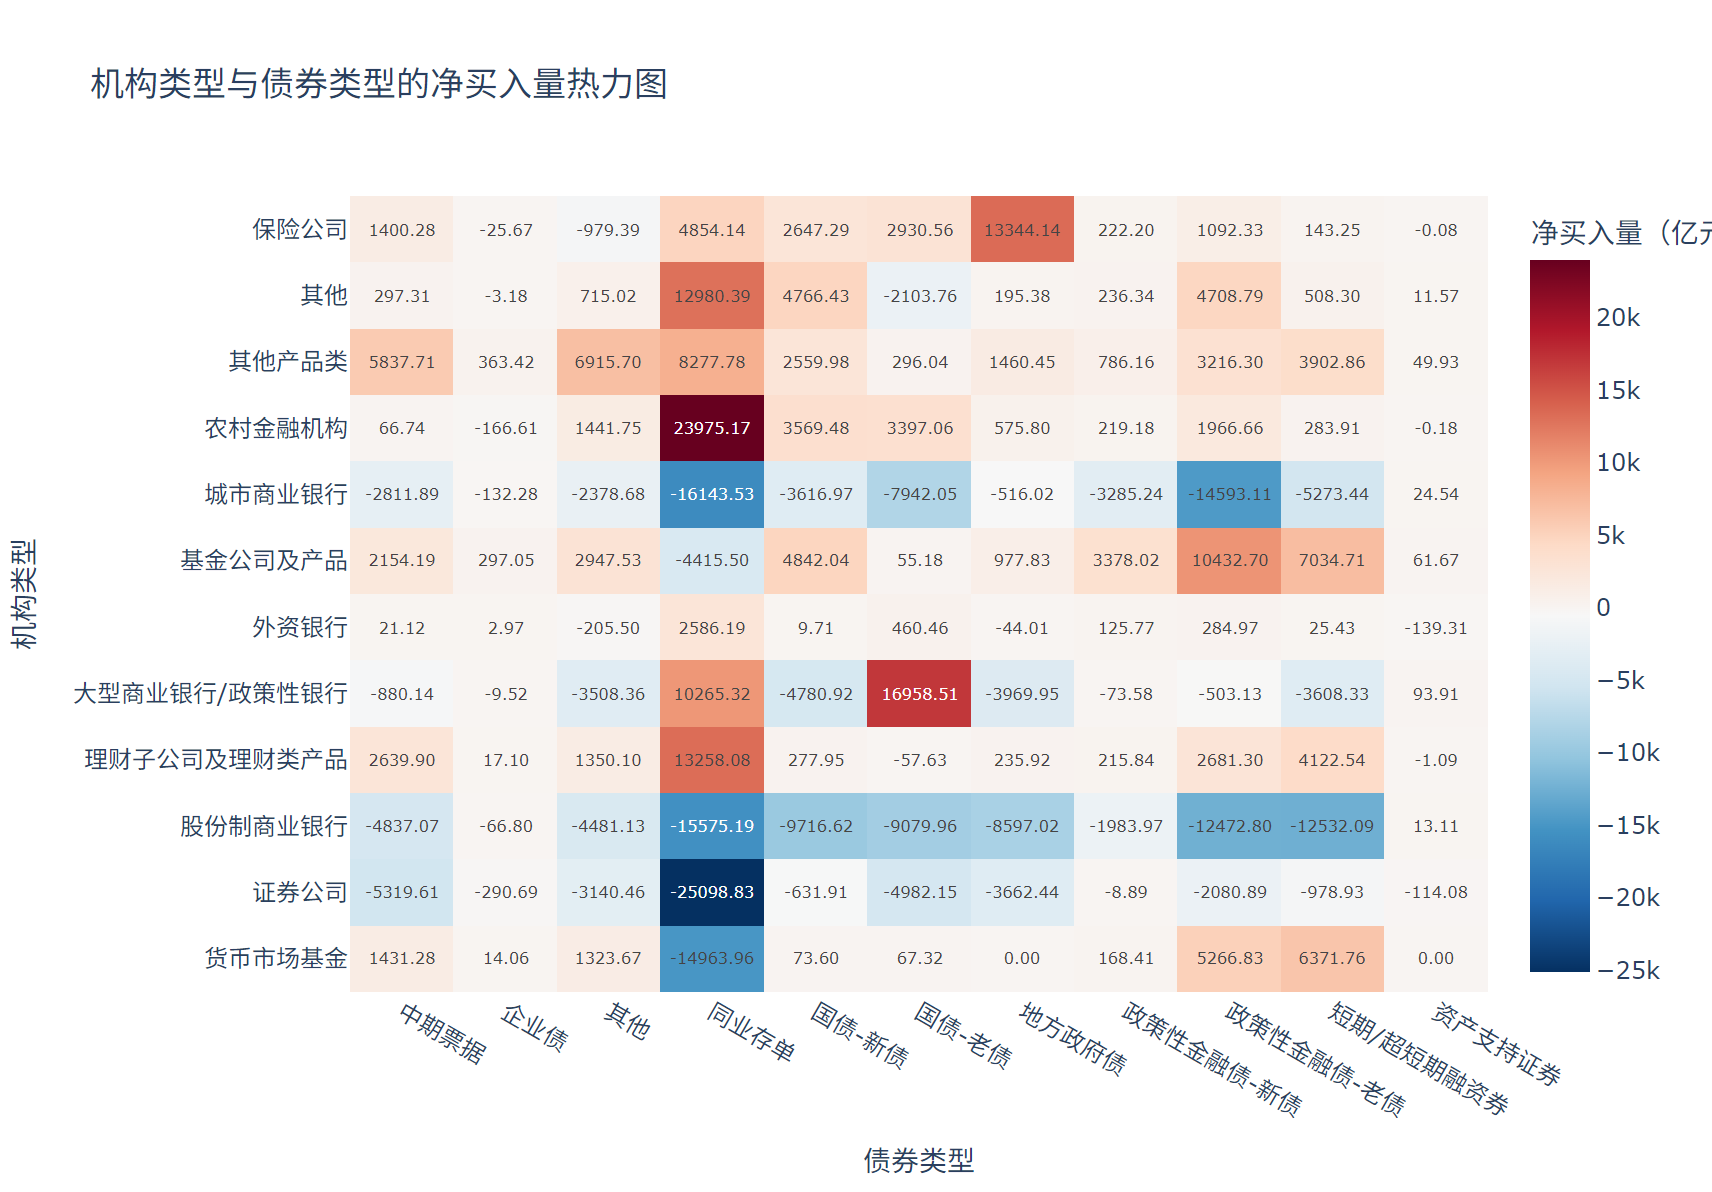 机构类型与债券类型的净买入量热力图
净买入量（亿元
保险公司 1400.28 -25.67 -979.39 4854.14 2647.29 2930.56 13344.14 222.20 1092.33 143.25 -0.08
其他 297.31 -3.18 715.02 12980.39 4766.43 -2103.76 195.38 236.34 4708.79 508.30 11.57
其他产品类 5837.71 363.42 6915.70 8277.78 2559.98 296.04 1460.45 786.16 3216.30 3902.86 49.93
农村金融机构 66.74 -166.61 1441.75 23975.17 3569.48 3397.06 575.80 219.18 1966.66 283.91 -0.18
城市商业银行 -2811.89 -132.28 -2378.68 -16143.53 -3616.97 -7942.05 -516.02 -3285.24 -14593.11 -5273.44 24.54
基金公司及产品 2154.19 297.05 2947.53 -4415.50 4842.04 55.18 977.83 3378.02 10432.70 7034.71 61.67
外资银行 21.12 2.97 -205.50 2586.19 9.71 460.46 -44.01 125.77 284.97 25.43 -139.31
大型商业银行/政策性银行 -880.14 -9.52 -3508.36 10265.32 -4780.92 16958.51 -3969.95 -73.58 -503.13 -3608.33 93.91
理财子公司及理财类产品 2639.90 17.10 1350.10 13258.08 277.95 -57.63 235.92 215.84 2681.30 4122.54 -1.09
股份制商业银行 -4837.07 -66.80 -4481.13 -15575.19 -9716.62 -9079.96 -8597.02 -1983.97 -12472.80 -12532.09 13.11
证券公司 -5319.61 -290.69 -3140.46 -25098.83 -631.91 -4982.15 -3662.44 -8.89 -2080.89 -978.93 -114.08
货币市场基金 1431.28 14.06 1323.67 -14963.96 73.60 67.32 0.00 168.41 5266.83 6371.76 0.00
机构类型
中期票据
企业债
其他
同业存单
国债-新债
国债-老债
地方政府债
政策性金融债-新债
政策性金融债-老债
短期/超短期融资券
资产支持证券
债券类型
20k
15k
10k
5k
0
−5k
−10k
−15k
−20k
−25k